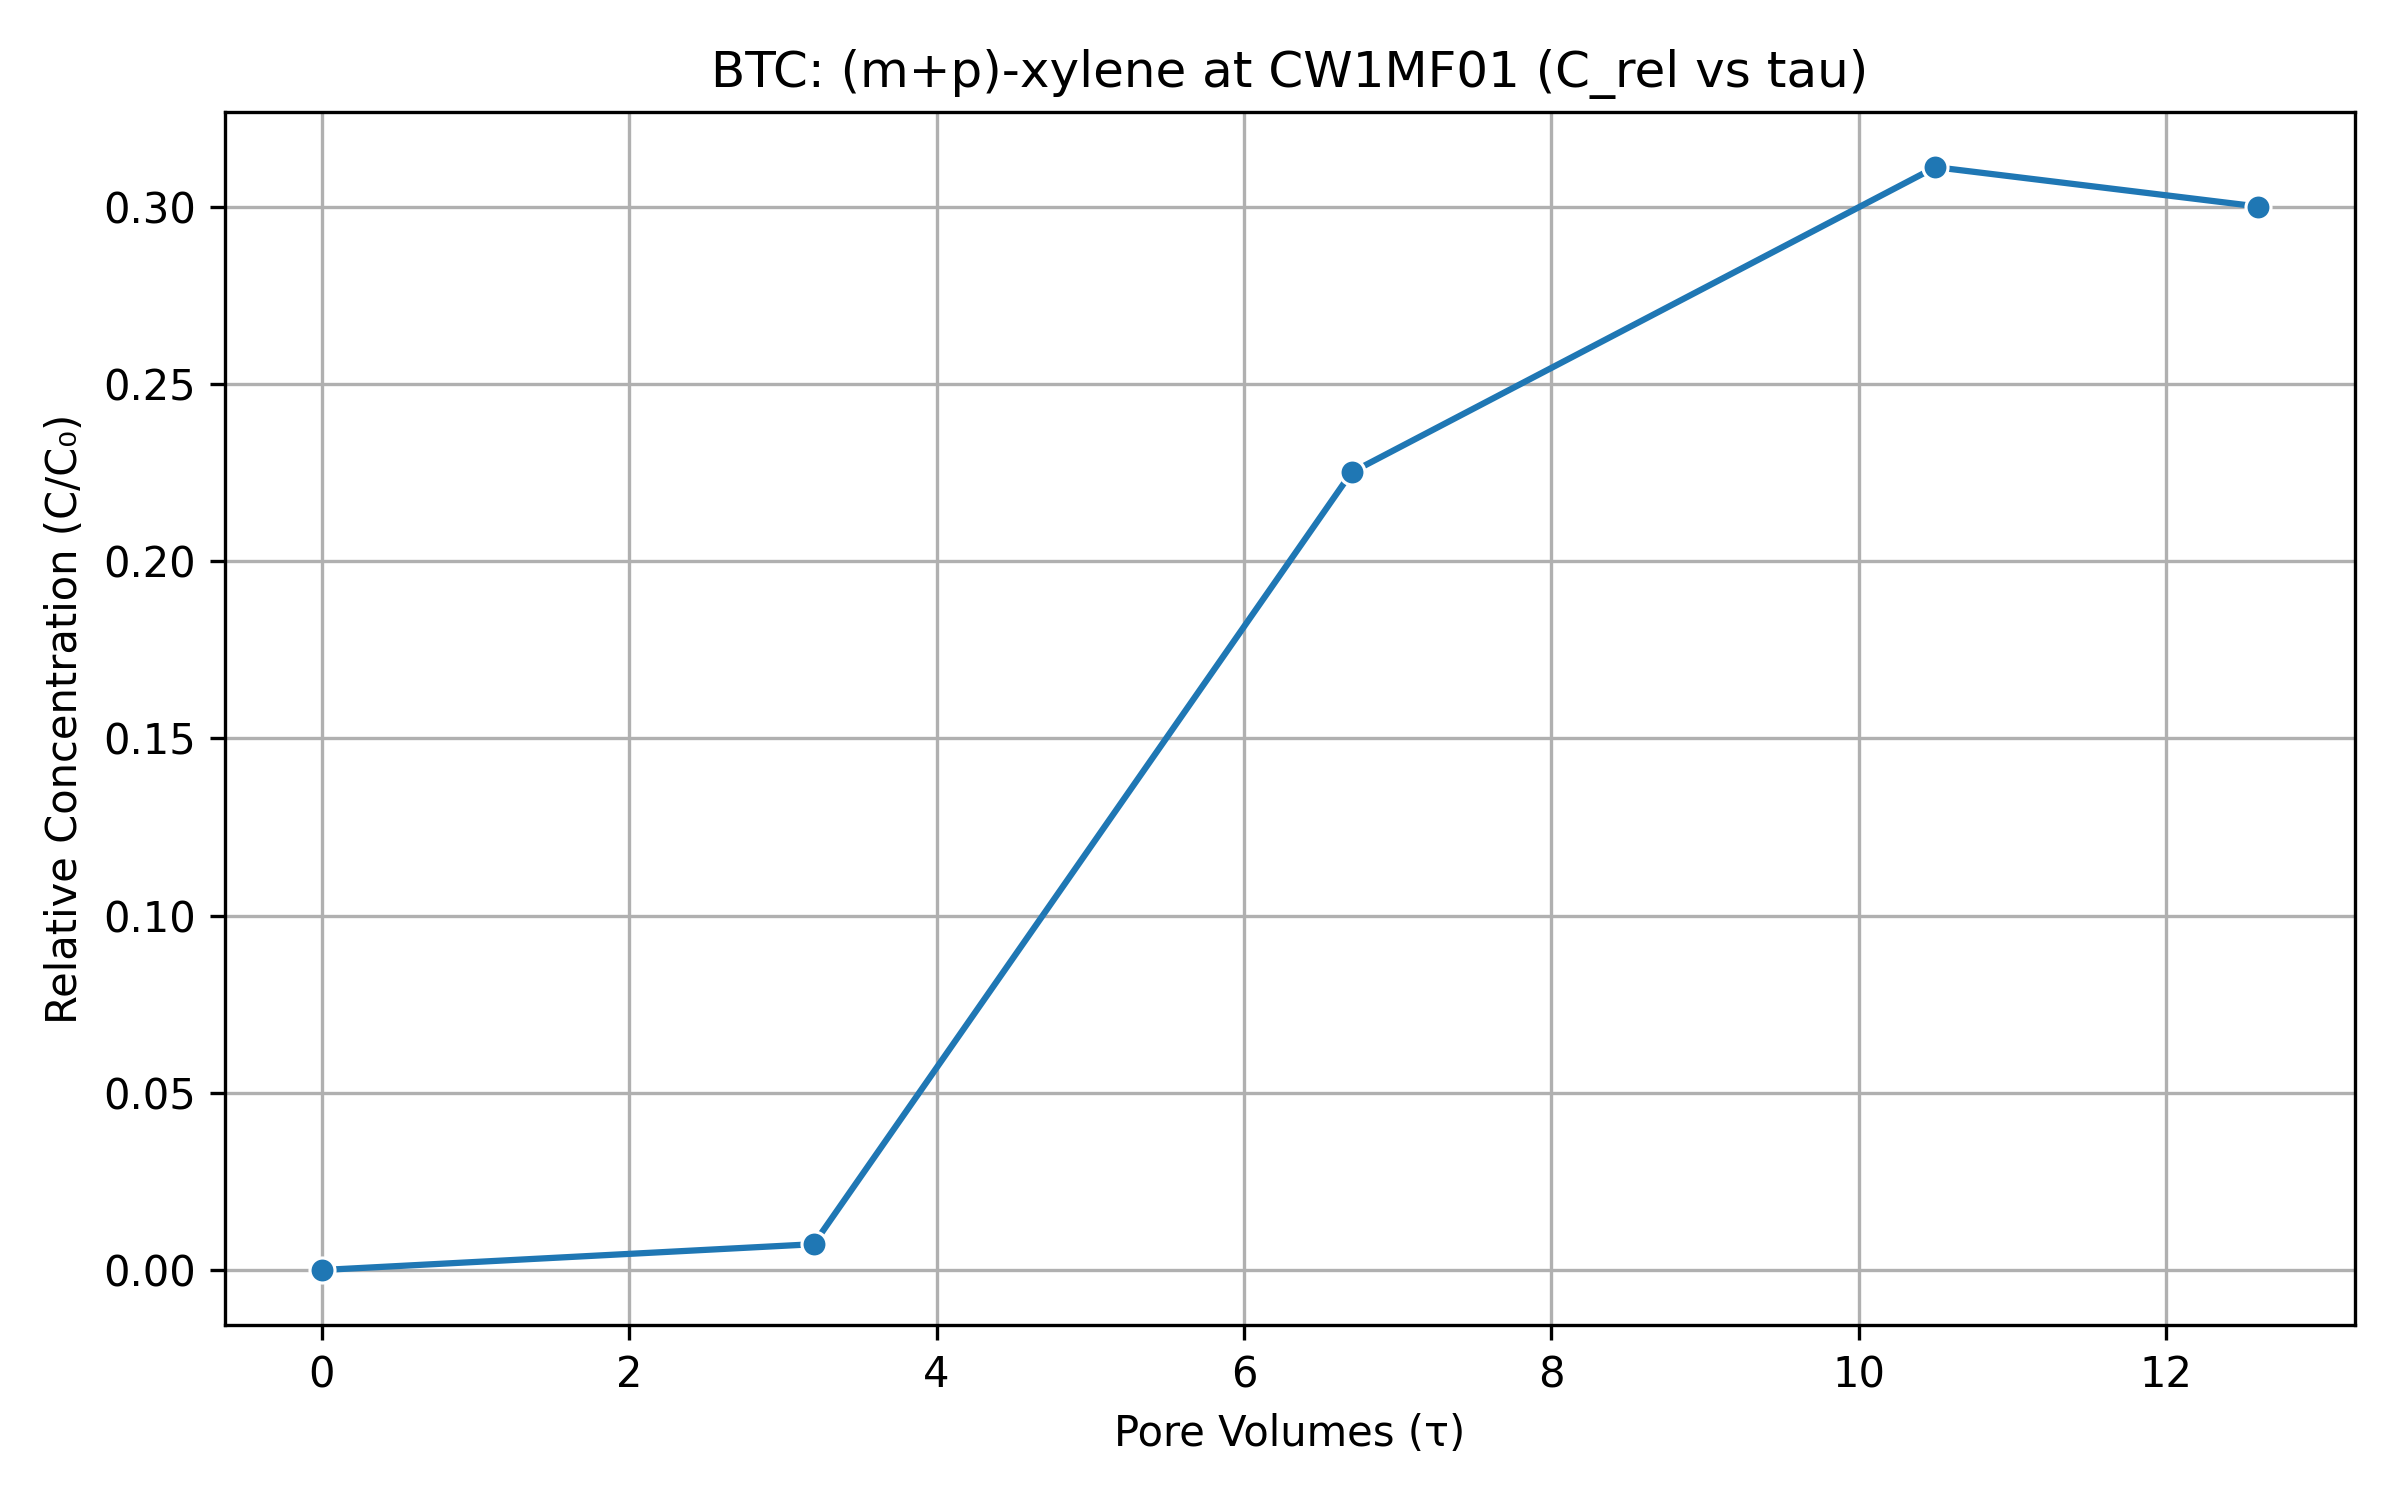 BTC: (m+p)-xylene at CW1MF01 (C_rel vs tau)
Relative Concentration (C/C₀)
0.30
0.25
0.20
0.15
0.10
0.05
0.00
0 2 4 6 8 10 12
Pore Volumes (τ)